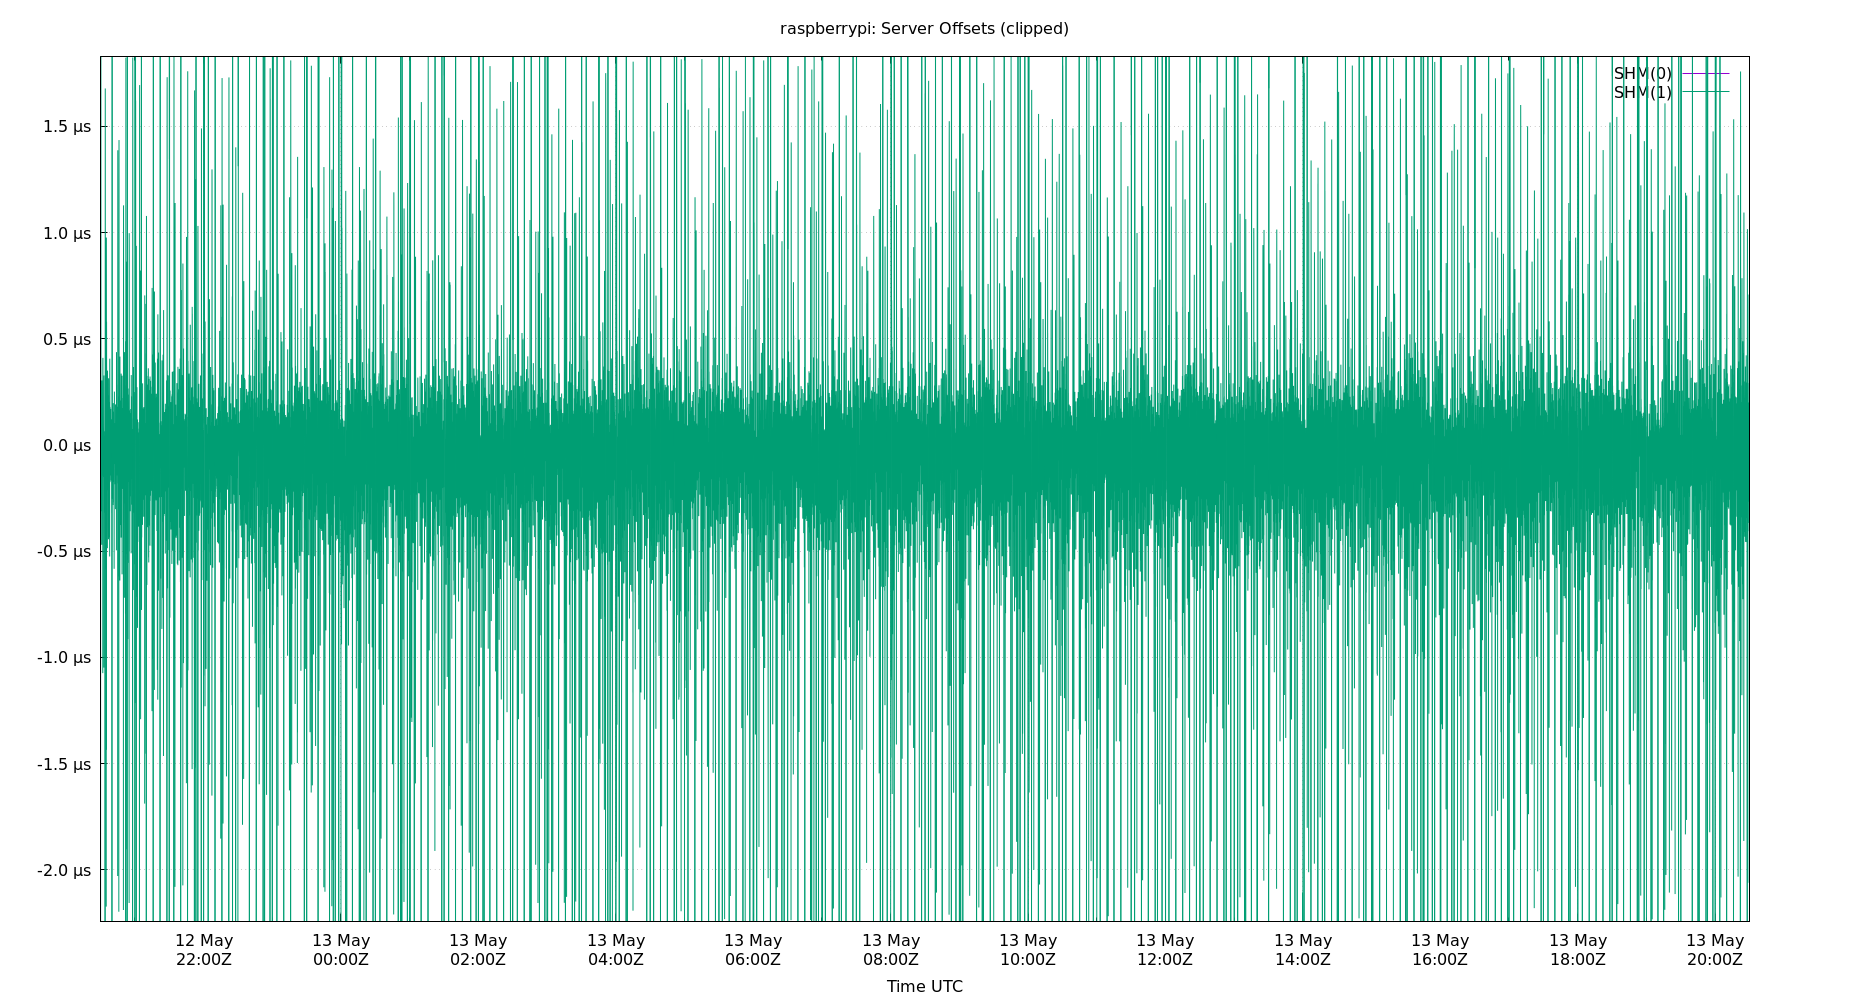 raspberrypi: Server Offsets (clipped)
SHM(0)
SHM(1)
1.5 µs
1.0 µs
0.5 µs
0.0 µs
-0.5 µs
-1.0 µs
-1.5 µs
-2.0 µs
12 May 13 May 13 May 13 May 13 May 13 May 13 May 13 May 13 May 13 May 13 May 13 May
22:00Z 00:00Z 02:00Z 04:00Z 06:00Z 08:00Z 10:00Z 12:00Z 14:00Z 16:00Z 18:00Z 20:00Z
Time UTC